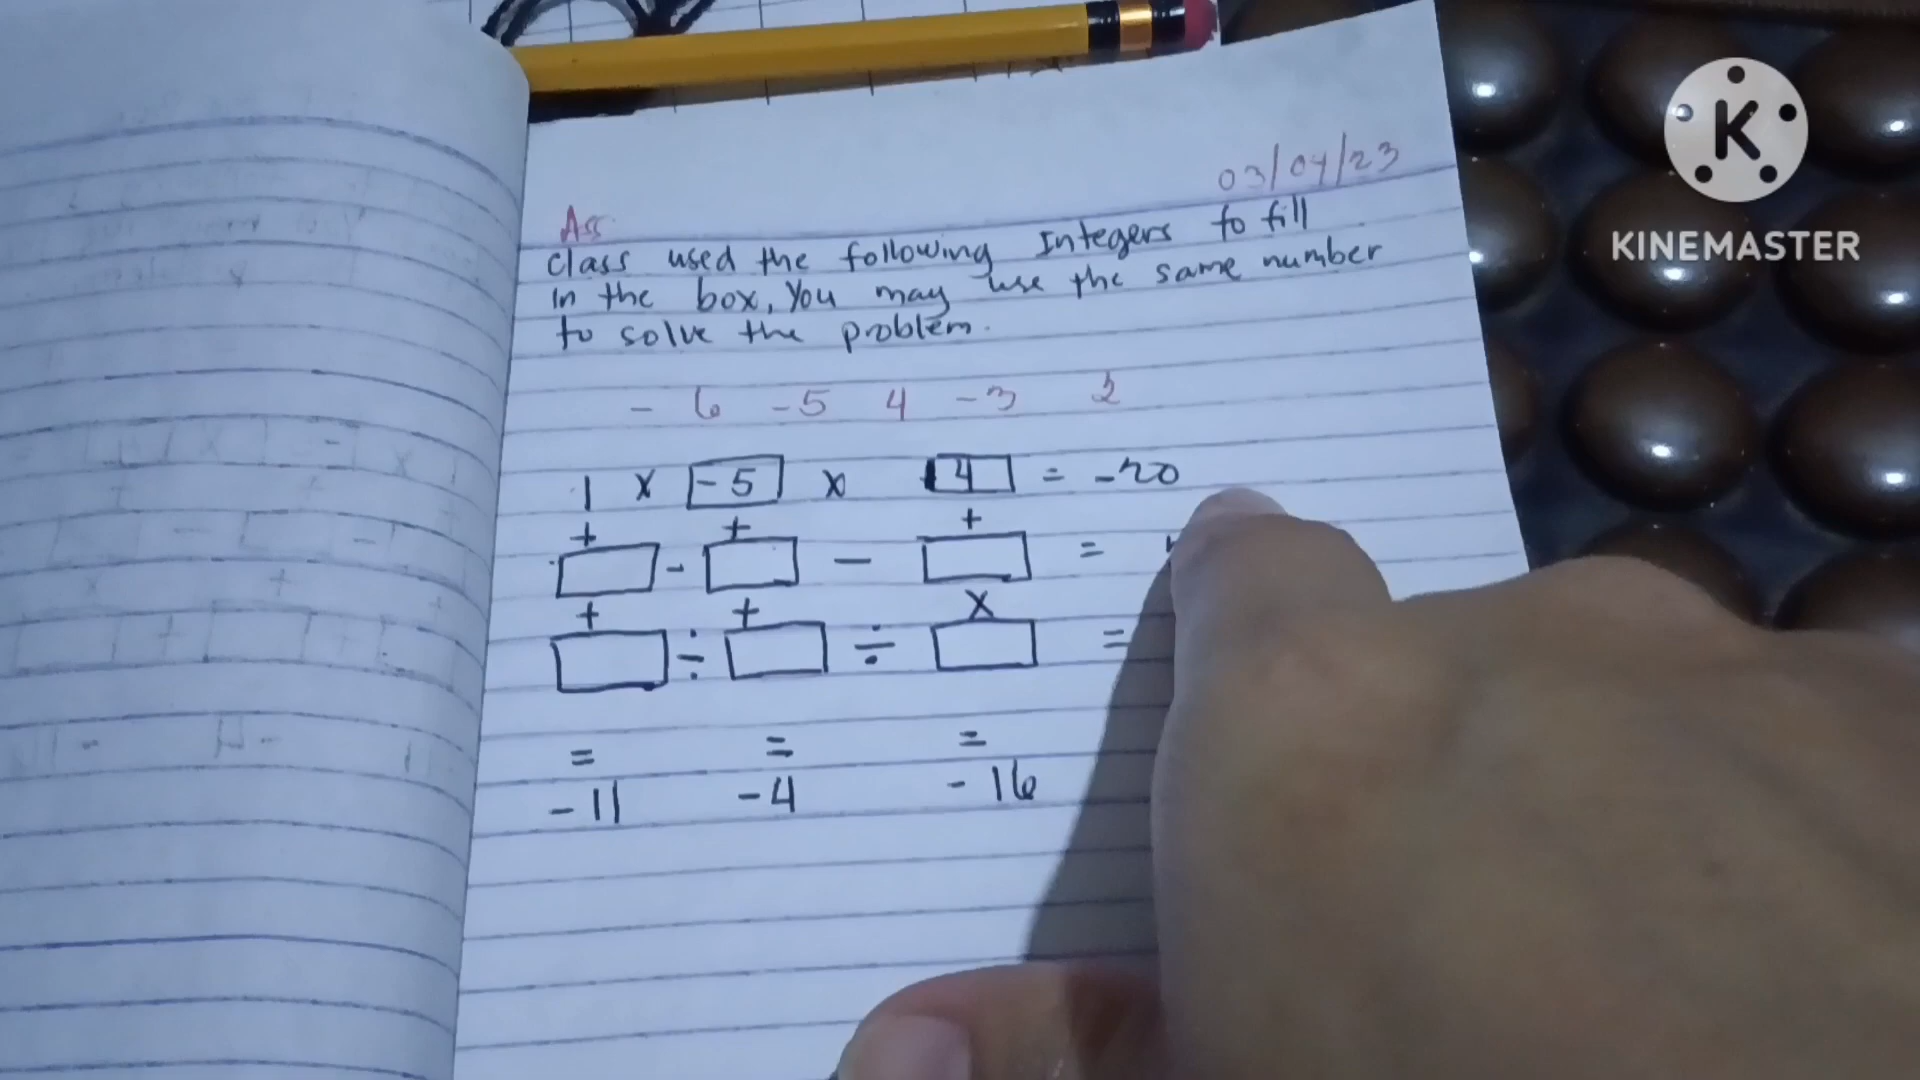 03/04/23
Ass
class used the following Integers to fill
in the box, You may use the same number
to solve the problem.
- 6 -5 4 -3 2
1 x -5 x 4 = -20
+ + +
- - =
+ + x
÷ ÷ =
= = =
-11 -4 -16
KINEMASTER